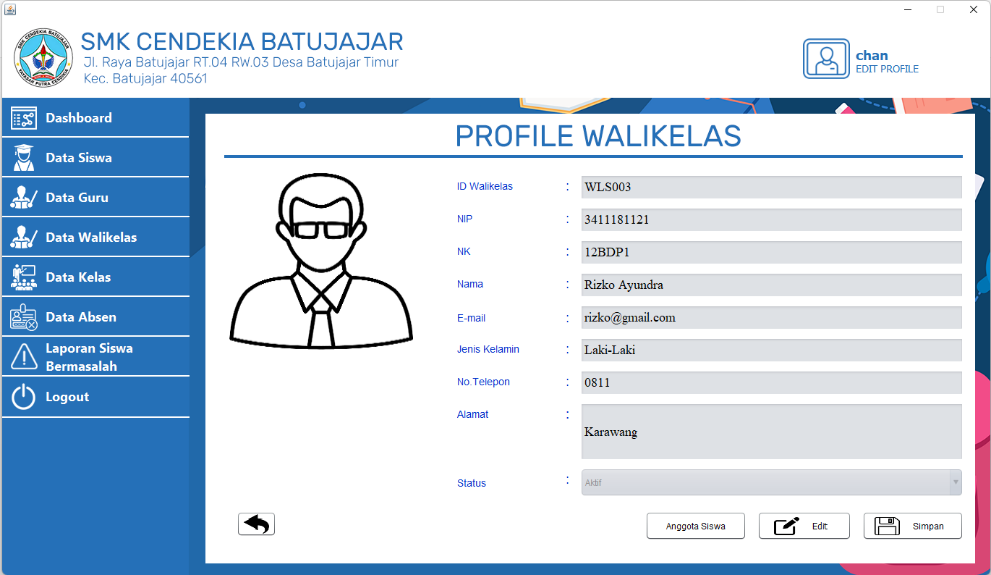 SMK CENDEKIA BATUJAJAR
Jl. Raya Batujajar RT.04 RW.03 Desa Batujajar Timur
Kec. Batujajar 40561
chan
EDIT PROFILE
Dashboard
Data Siswa
Data Guru
Data Walikelas
Data Kelas
Data Absen
Laporan Siswa
Bermasalah
Logout
PROFILE WALIKELAS
ID Walikelas : WLS003
NIP : 3411181121
NK : 12BDP1
Nama : Rizko Ayundra
E-mail : rizko@gmail.com
Jenis Kelamin : Laki-Laki
No.Telepon : 0811
Alamat : Karawang
Status : Aktif
Anggota Siswa
Edit
Simpan